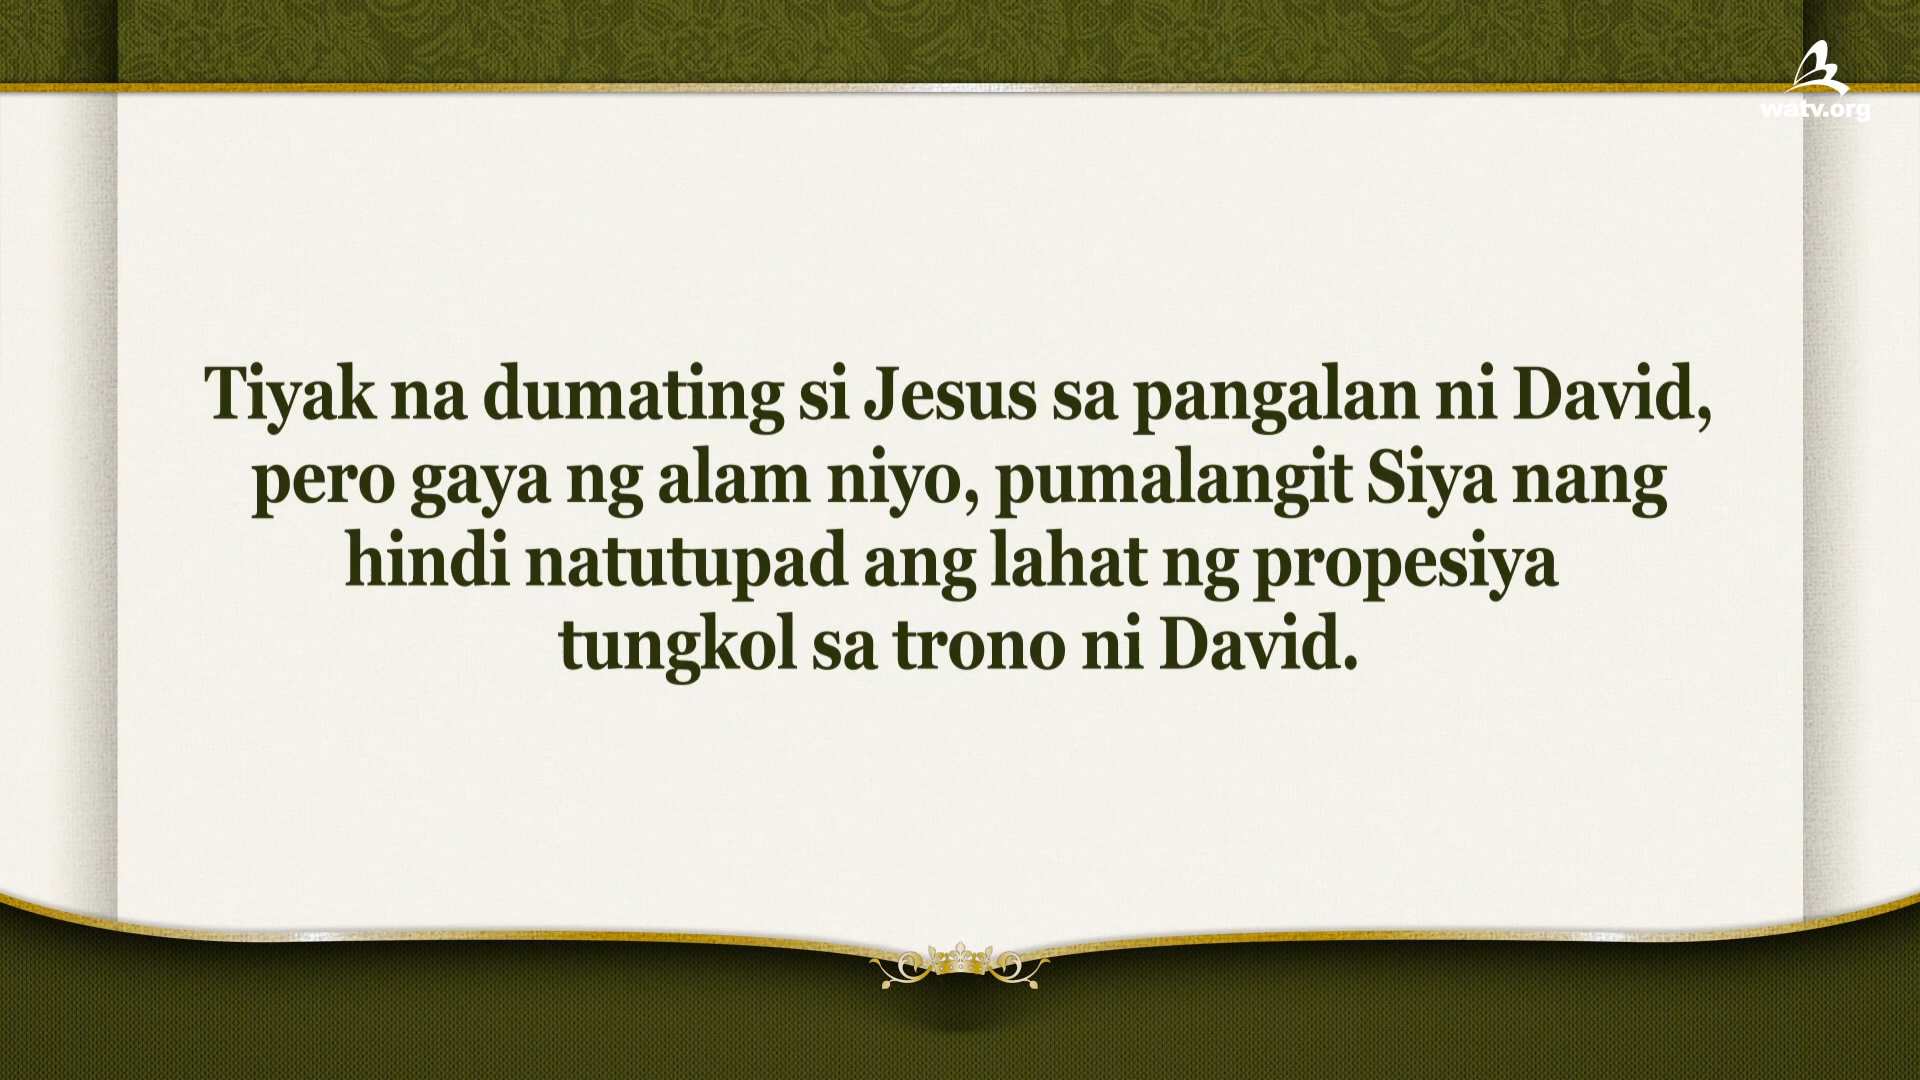 watv.org
Tiyak na dumating si Jesus sa pangalan ni David,
pero gaya ng alam niyo, pumalangit Siya nang
hindi natutupad ang lahat ng propesiya
tungkol sa trono ni David.